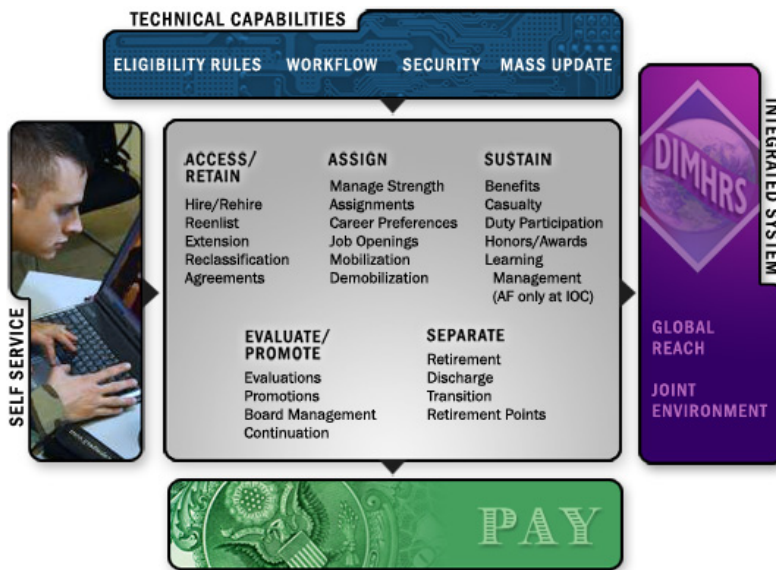 TECHNICAL CAPABILITIES
ELIGIBILITY RULES WORKFLOW SECURITY MASS UPDATE
SELF SERVICE
ACCESS/
RETAIN
Hire/Rehire
Reenlist
Extension
Reclassification
Agreements
ASSIGN
Manage Strength
Assignments
Career Preferences
Job Openings
Mobilization
Demobilization
SUSTAIN
Benefits
Casualty
Duty Participation
Honors/Awards
Learning
Management
(AF only at IOC)
EVALUATE/
PROMOTE
Evaluations
Promotions
Board Management
Continuation
SEPARATE
Retirement
Discharge
Transition
Retirement Points
INTEGRATED SYSTEM
DIMHRS
GLOBAL
REACH
JOINT
ENVIRONMENT
PAY